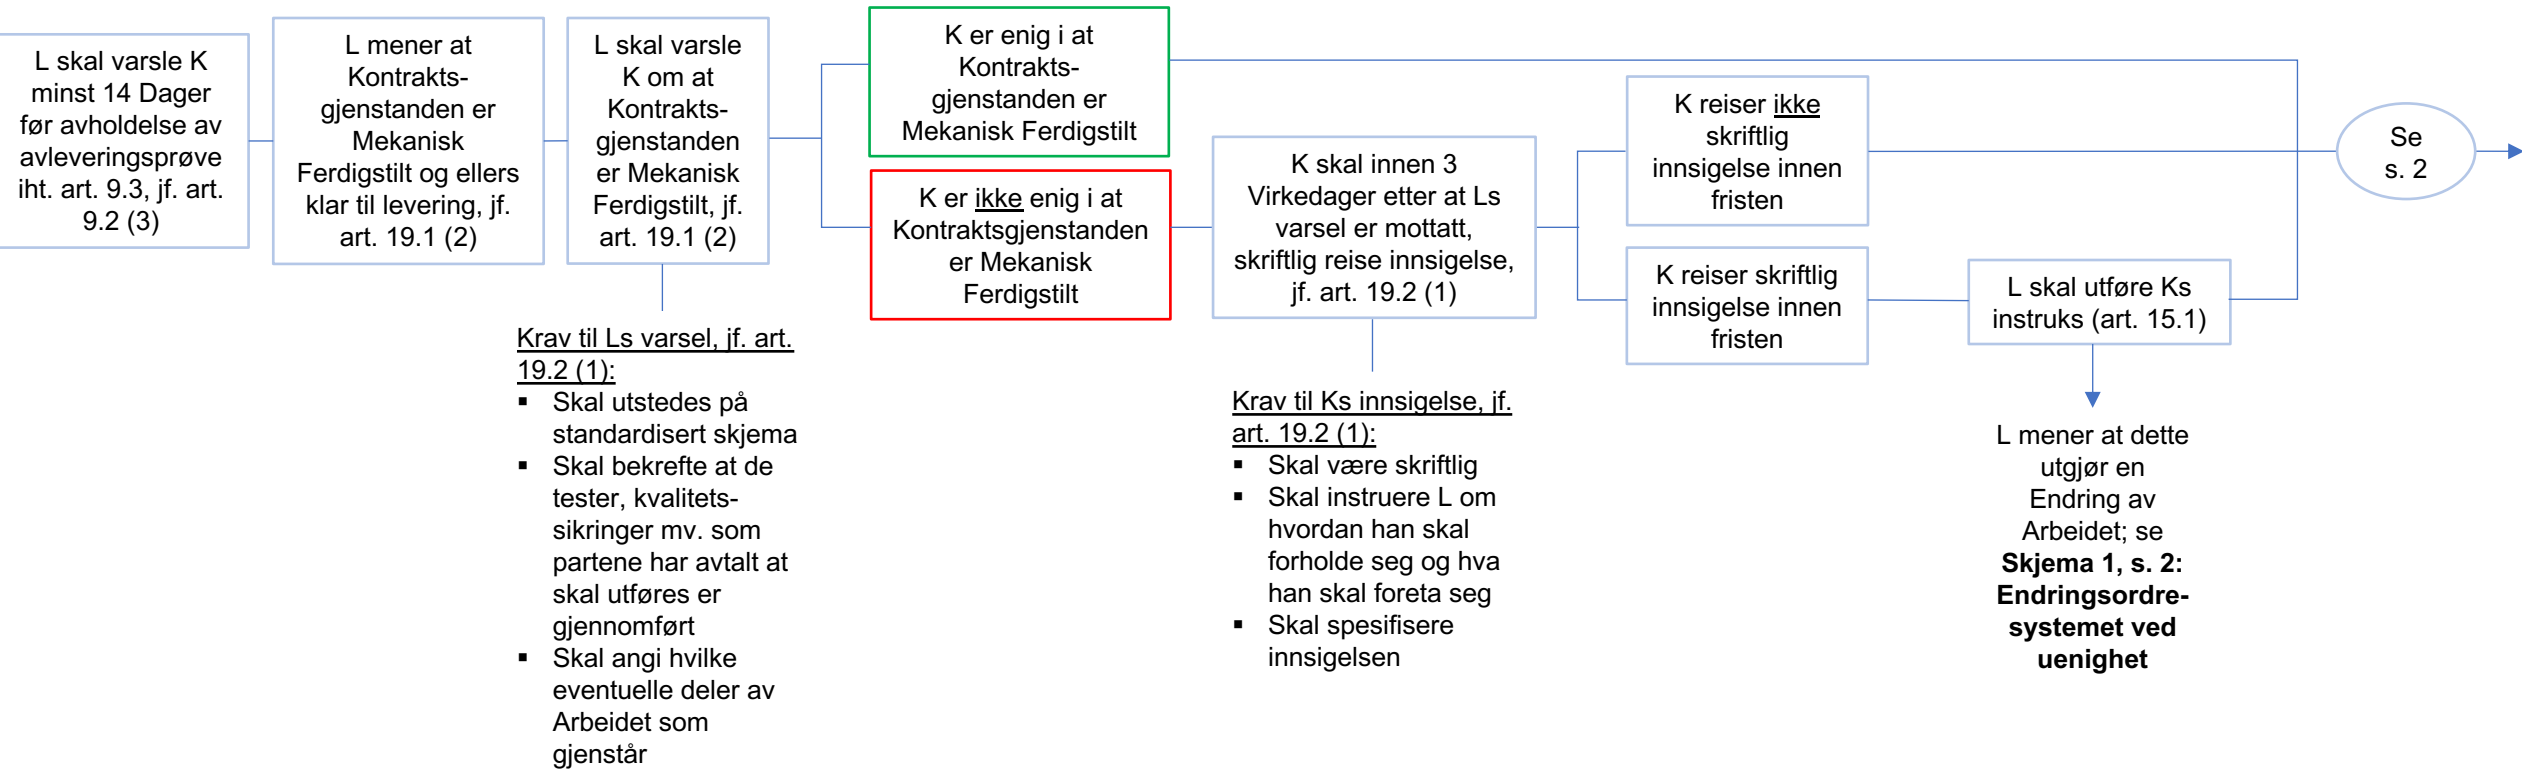 L skal varsle K
minst 14 Dager
før avholdelse av
avleveringsprøve
iht. art. 9.3, jf. art.
9.2 (3)
L mener at
Kontrakts-
gjenstanden er
Mekanisk
Ferdigstilt og ellers
klar til levering, jf.
art. 19.1 (2)
L skal varsle
K om at
Kontrakts-
gjenstanden
er Mekanisk
Ferdigstilt, jf.
art. 19.1 (2)
Krav til Ls varsel, jf. art.
19.2 (1):
▪ Skal utstedes på
standardisert skjema
▪ Skal bekrefte at de
tester, kvalitets-
sikringer mv. som
partene har avtalt at
skal utføres er
gjennomført
▪ Skal angi hvilke
eventuelle deler av
Arbeidet som
gjenstår
K er enig i at
Kontrakts-
gjenstanden er
Mekanisk Ferdigstilt
K er ikke enig i at
Kontraktsgjenstanden
er Mekanisk
Ferdigstilt
K skal innen 3
Virkedager etter at Ls
varsel er mottatt,
skriftlig reise innsigelse,
jf. art. 19.2 (1)
Krav til Ks innsigelse, jf.
art. 19.2 (1):
▪ Skal være skriftlig
▪ Skal instruere L om
hvordan han skal
forholde seg og hva
han skal foreta seg
▪ Skal spesifisere
innsigelsen
K reiser ikke
skriftlig
innsigelse innen
fristen
K reiser skriftlig
innsigelse innen
fristen
L skal utføre Ks
instruks (art. 15.1)
L mener at dette
utgjør en
Endring av
Arbeidet; se
Skjema 1, s. 2:
Endringsordre-
systemet ved
uenighet
Se
s. 2